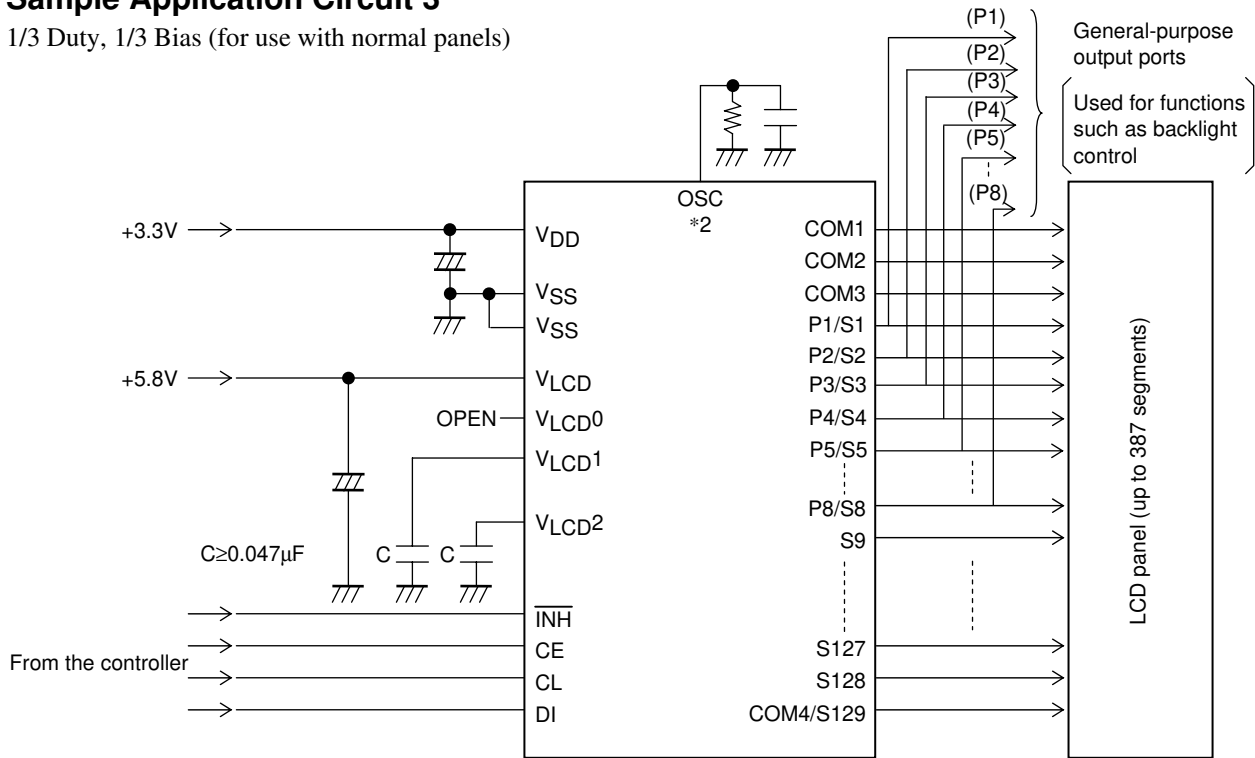 Sample Application Circuit 3
1/3 Duty, 1/3 Bias (for use with normal panels)
(P1)
(P2)
(P3)
(P4)
(P5)
(P8)
General-purpose
output ports
Used for functions
such as backlight
control
OSC
*2
+3.3V
VDD
VSS
VSS
+5.8V
VLCD
OPEN
VLCD0
VLCD1
VLCD2
C≥0.047μF
C
C
From the controller
INH
CE
CL
DI
COM1
COM2
COM3
P1/S1
P2/S2
P3/S3
P4/S4
P5/S5
P8/S8
S9
S127
S128
COM4/S129
LCD panel (up to 387 segments)